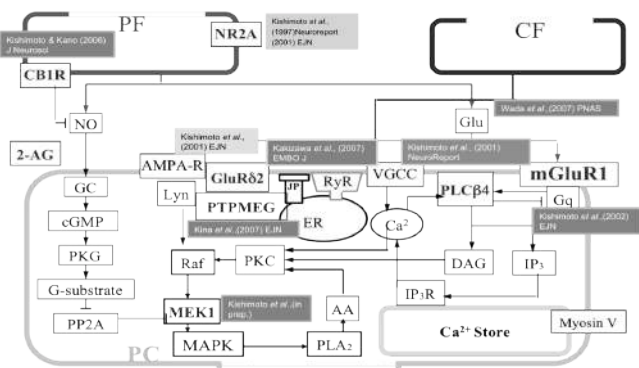 PF
CF
NR2A
Kishimoto et al.,
(1997)Neuroreport
(2001) EJN
Kishimoto & Kano (2006)
J Neurosci
CB1R
Wada et al.,(2007) PNAS
NO
Glu
2-AG
Kishimoto et al.,
(2001) EJN
Kakizawa et al., (2007)
EMBO J
Kishimoto et al., (2001)
NeuroReport
AMPA-R
GluRδ2
RyR
VGCC
mGluR1
GC
Lyn
JP
PLCβ4
Gq
PTPMEG
cGMP
ER
Ca²
Kishimoto et al.,(2002)
EJN
Kina et al.,(2007) EJN
PKG
Raf
PKC
DAG
IP3
G-substrate
IP3R
MEK1
Kishimoto et al.,(in
prep.)
AA
PP2A
Ca2+ Store
Myosin V
MAPK
PLA2
PC